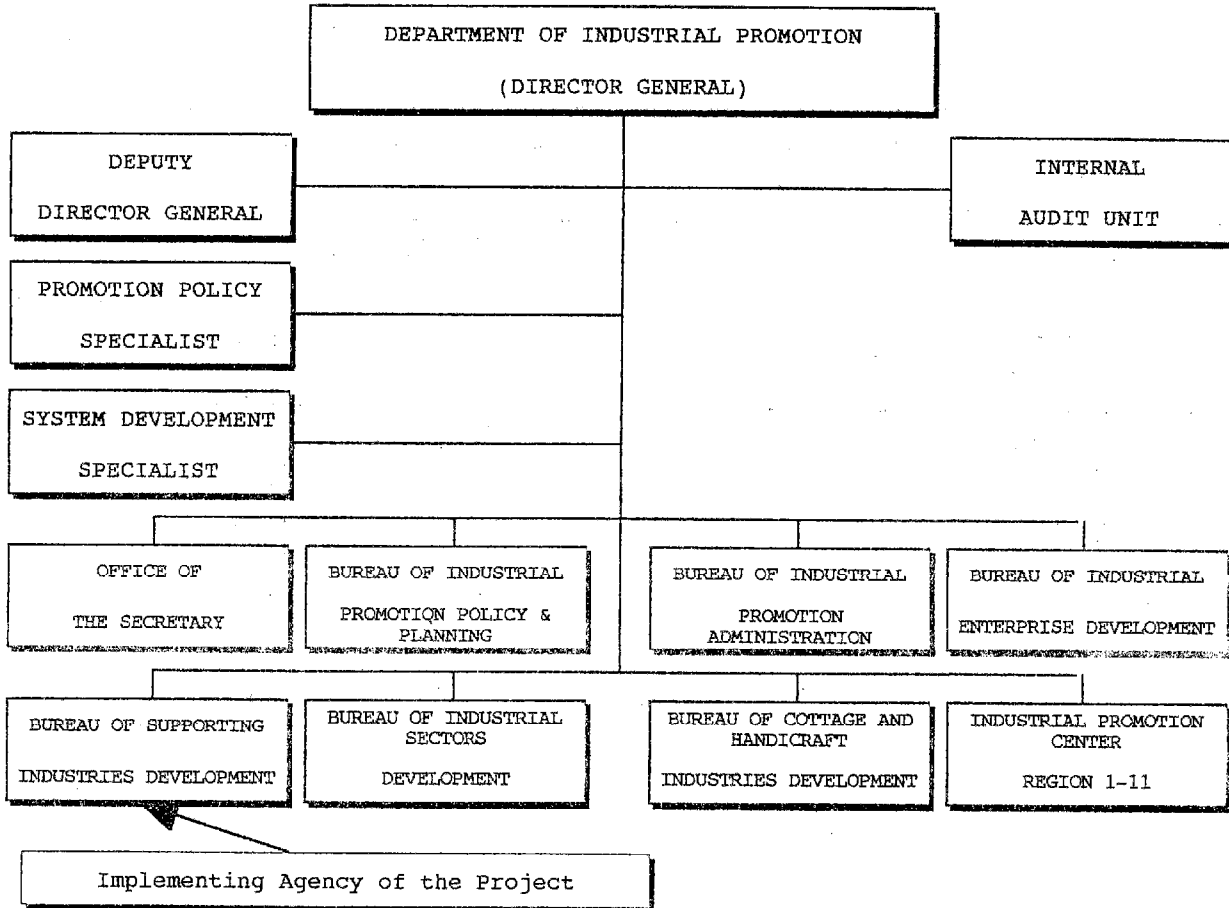 DEPARTMENT OF INDUSTRIAL PROMOTION
(DIRECTOR GENERAL)
DEPUTY
DIRECTOR GENERAL
INTERNAL
AUDIT UNIT
PROMOTION POLICY
SPECIALIST
SYSTEM DEVELOPMENT
SPECIALIST
OFFICE OF
THE SECRETARY
BUREAU OF INDUSTRIAL
PROMOTION POLICY &
PLANNING
BUREAU OF INDUSTRIAL
PROMOTION
ADMINISTRATION
BUREAU OF INDUSTRIAL
ENTERPRISE DEVELOPMENT
BUREAU OF SUPPORTING
INDUSTRIES DEVELOPMENT
BUREAU OF INDUSTRIAL
SECTORS
DEVELOPMENT
BUREAU OF COTTAGE AND
HANDICRAFT
INDUSTRIES DEVELOPMENT
INDUSTRIAL PROMOTION
CENTER
REGION 1-11
Implementing Agency of the Project